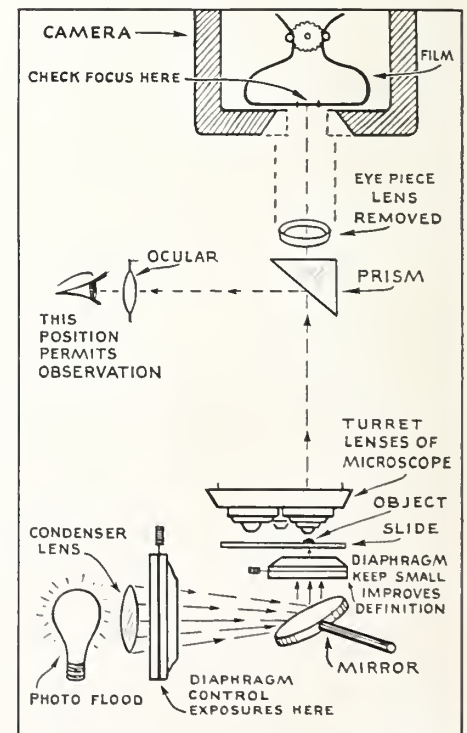 CAMERA
FILM
CHECK FOCUS HERE
EYE PIECE
LENS
REMOVED
OCULAR
PRISM
THIS
POSITION
PERMITS
OBSERVATION
TURRET
LENSES OF
MICROSCOPE
OBJECT
SLIDE
CONDENSER
LENS
DIAPHRAGM
KEEP SMALL
IMPROVES
DEFINITION
MIRROR
PHOTO FLOOD
DIAPHRAGM
CONTROL
EXPOSURES HERE